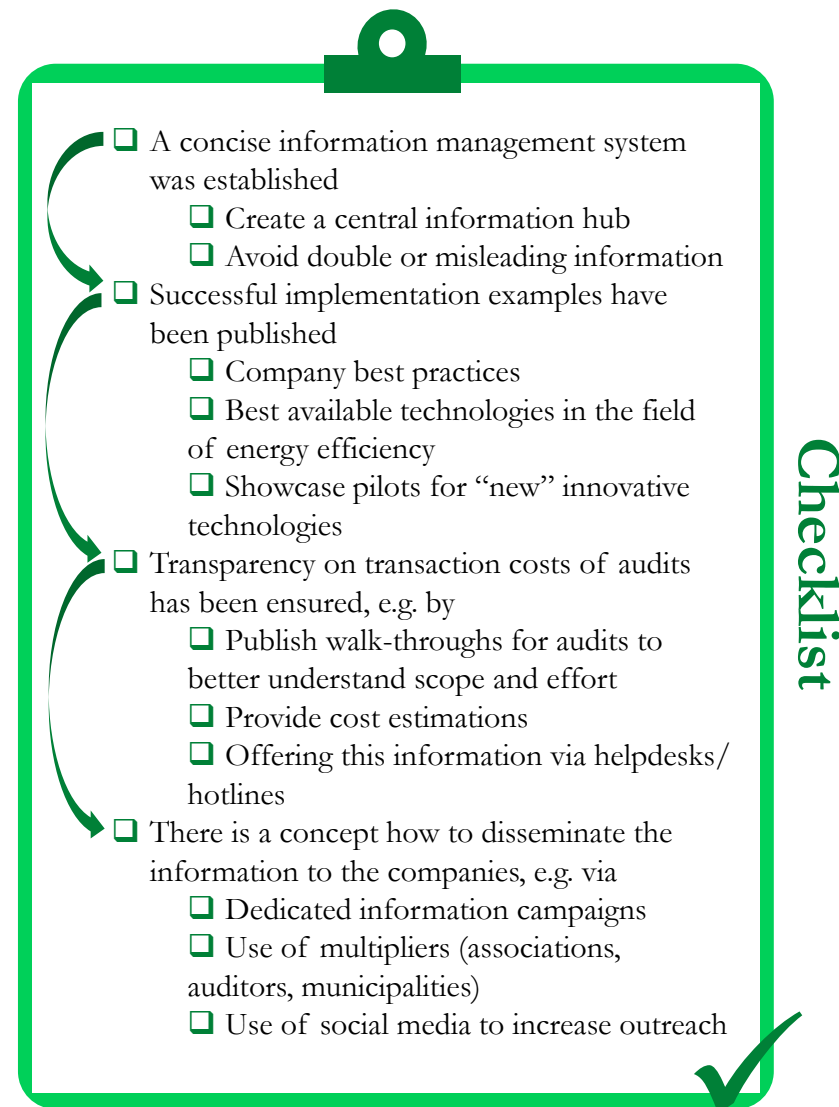 A concise information management system
was established
Create a central information hub
Avoid double or misleading information
Successful implementation examples have
been published
Company best practices
Best available technologies in the field
of energy efficiency
Showcase pilots for “new” innovative
technologies
Transparency on transaction costs of audits
has been ensured, e.g. by
Publish walk-throughs for audits to
better understand scope and effort
Provide cost estimations
Offering this information via helpdesks/
hotlines
There is a concept how to disseminate the
information to the companies, e.g. via
Dedicated information campaigns
Use of multipliers (associations,
auditors, municipalities)
Use of social media to increase outreach
Checklist